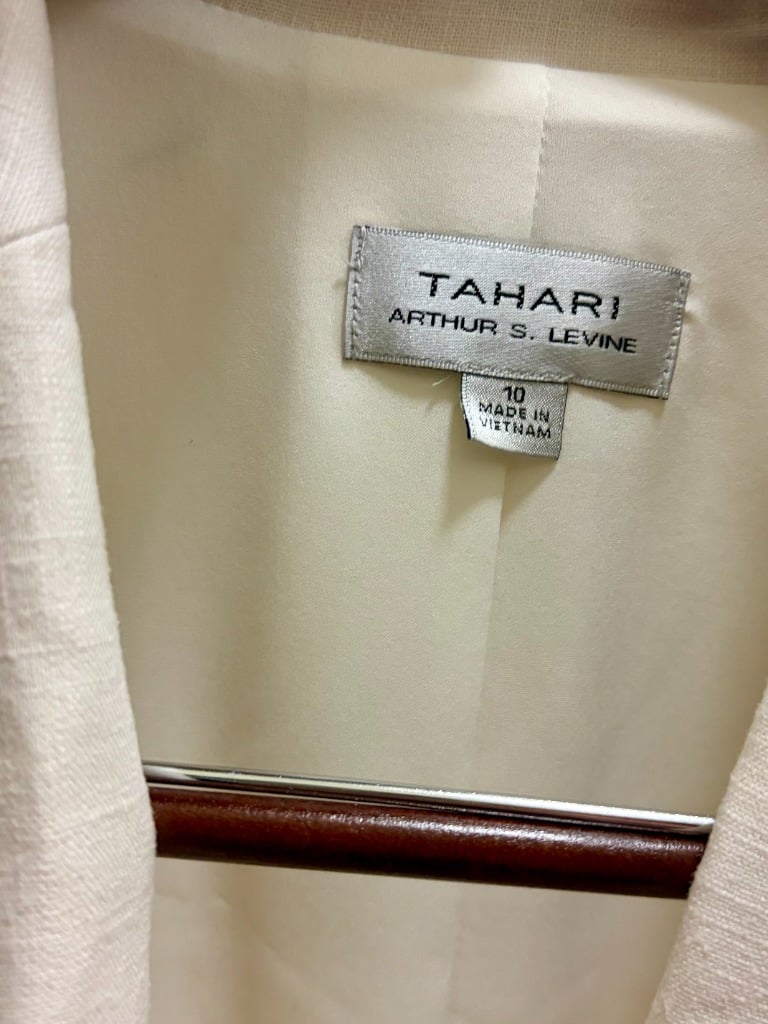 TAHARI
ARTHUR S. LEVINE
10
MADE IN
VIETNAM